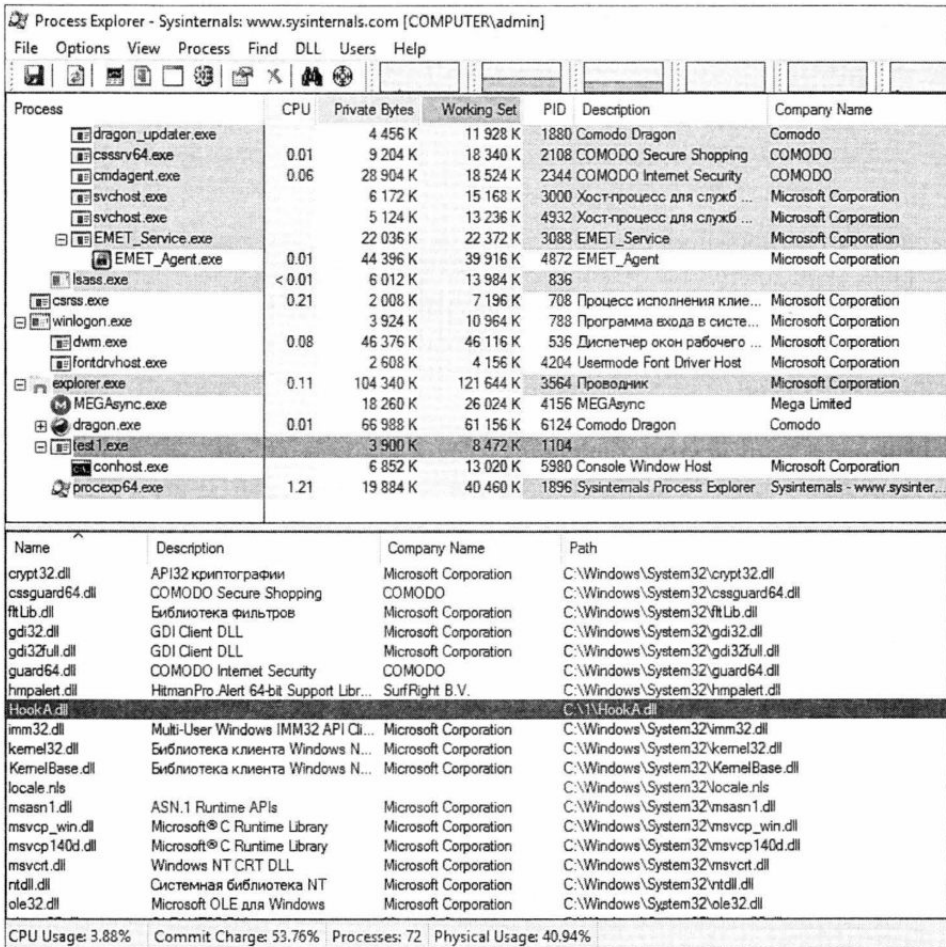 Process Explorer - Sysinternals: www.sysinternals.com [COMPUTER\admin]
File Options View Process Find DLL Users Help
Process CPU Private Bytes Working Set PID Description Company Name
dragon_updater.exe 4 456 K 11 928 K 1880 Comodo Dragon Comodo
csssrv64.exe 0.01 9 204 K 18 340 K 2108 COMODO Secure Shopping COMODO
cmdagent.exe 0.06 28 904 K 18 524 K 2344 COMODO Internet Security COMODO
svchost.exe 6 172 K 15 168 K 3000 Хост-процесс для служб ... Microsoft Corporation
svchost.exe 5 124 K 13 236 K 4932 Хост-процесс для служб ... Microsoft Corporation
EMET_Service.exe 22 036 K 22 372 K 3088 EMET_Service Microsoft Corporation
EMET_Agent.exe 0.01 44 396 K 39 916 K 4872 EMET_Agent Microsoft Corporation
lsass.exe < 0.01 6 012 K 13 984 K 836
csrss.exe 0.21 2 008 K 7 196 K 708 Процесс исполнения клие... Microsoft Corporation
winlogon.exe 3 924 K 10 964 K 788 Программа входа в систе... Microsoft Corporation
dwm.exe 0.08 46 376 K 46 116 K 536 Диспетчер окон рабочего ... Microsoft Corporation
fontdrvhost.exe 2 608 K 4 156 K 4204 Usermode Font Driver Host Microsoft Corporation
explorer.exe 0.11 104 340 K 121 644 K 3564 Проводник Microsoft Corporation
MEGAsync.exe 18 260 K 26 024 K 4156 MEGAsync Mega Limited
dragon.exe 0.01 66 988 K 61 156 K 6124 Comodo Dragon Comodo
test1.exe 3 900 K 8 472 K 1104
conhost.exe 6 852 K 13 020 K 5980 Console Window Host Microsoft Corporation
procexp64.exe 1.21 19 884 K 40 460 K 1896 Sysinternals Process Explorer Sysinternals - www.sysinter...
Name Description Company Name Path
crypt32.dll API32 криптографии Microsoft Corporation C:\Windows\System32\crypt32.dll
cssguard64.dll COMODO Secure Shopping COMODO C:\Windows\System32\cssguard64.dll
fltLib.dll Библиотека фильтров Microsoft Corporation C:\Windows\System32\fltLib.dll
gdi32.dll GDI Client DLL Microsoft Corporation C:\Windows\System32\gdi32.dll
gdi32full.dll GDI Client DLL Microsoft Corporation C:\Windows\System32\gdi32full.dll
guard64.dll COMODO Internet Security COMODO C:\Windows\System32\guard64.dll
hmpalert.dll HitmanPro.Alert 64-bit Support Libr... SurfRight B.V. C:\Windows\System32\hmpalert.dll
HookA.dll C:\1\HookA.dll
imm32.dll Multi-User Windows IMM32 API Cli... Microsoft Corporation C:\Windows\System32\imm32.dll
kernel32.dll Библиотека клиента Windows N... Microsoft Corporation C:\Windows\System32\kernel32.dll
KernelBase.dll Библиотека клиента Windows N... Microsoft Corporation C:\Windows\System32\KernelBase.dll
locale.nls C:\Windows\System32\locale.nls
msasn1.dll ASN.1 Runtime APIs Microsoft Corporation C:\Windows\System32\msasn1.dll
msvcp_win.dll Microsoft® C Runtime Library Microsoft Corporation C:\Windows\System32\msvcp_win.dll
msvcp140d.dll Microsoft® C Runtime Library Microsoft Corporation C:\Windows\System32\msvcp140d.dll
msvcrt.dll Windows NT CRT DLL Microsoft Corporation C:\Windows\System32\msvcrt.dll
ntdll.dll Системная библиотека NT Microsoft Corporation C:\Windows\System32\ntdll.dll
ole32.dll Microsoft OLE для Windows Microsoft Corporation C:\Windows\System32\ole32.dll
CPU Usage: 3.88% Commit Charge: 53.76% Processes: 72 Physical Usage: 40.94%